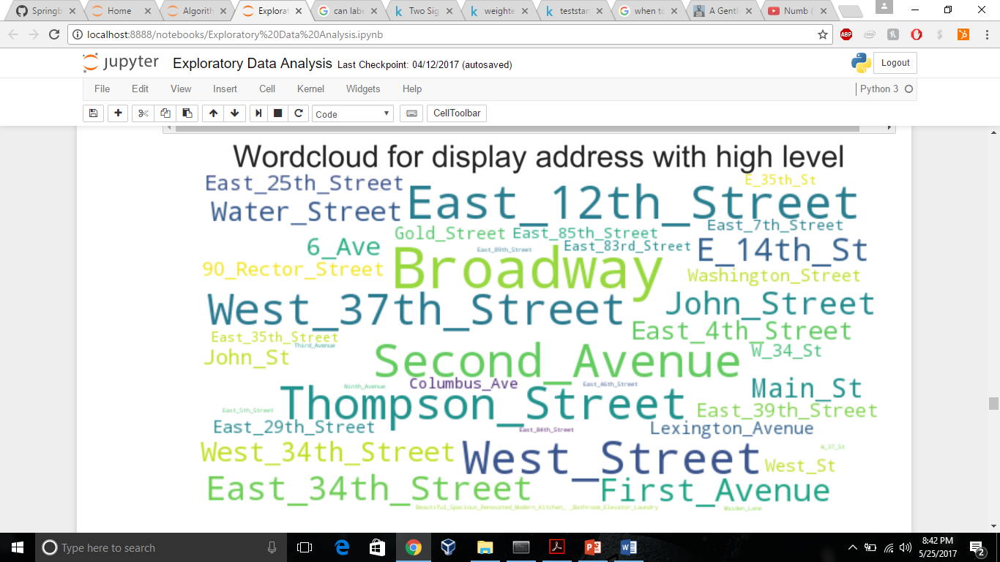 Springb
Home
Algorith
Explorat
can labe
Two Sig
weighte
teststar
when to
A Gentl
Numb (
localhost:8888/notebooks/Exploratory%20Data%20Analysis.ipynb
ABP
jupyter Exploratory Data Analysis Last Checkpoint: 04/12/2017 (autosaved)
Logout
File Edit View Insert Cell Kernel Widgets Help
Python 3
Code
CellToolbar
Wordcloud for display address with high level
East_25th_Street
E_35th_St
East_12th_Street
Water_Street
East_7th_Street
Gold_Street
East_85th_Street
6_Ave
East_83rd_Street
East_89th_Street
E_14th_St
Broadway
90_Rector_Street
Washington_Street
West_37th_Street
John_Street
East_4th_Street
East_35th_Street
Third_Avenue
W_34_St
John_St
Second_Avenue
Columbus_Ave
East_46th_Street
Ninth_Avenue
Main_St
Thompson_Street
East_5th_Street
East_39th_Street
East_29th_Street
East_84th_Street
Lexington_Avenue
West_34th_Street
West_Street
W_37_St
West_St
East_34th_Street
First_Avenue
Beautiful_Spacious_Renovated_Modern_Kitchen_ _Bathroom_Elevator_Laundry
Maiden_Lane
Type here to search
8:42 PM
5/25/2017
2